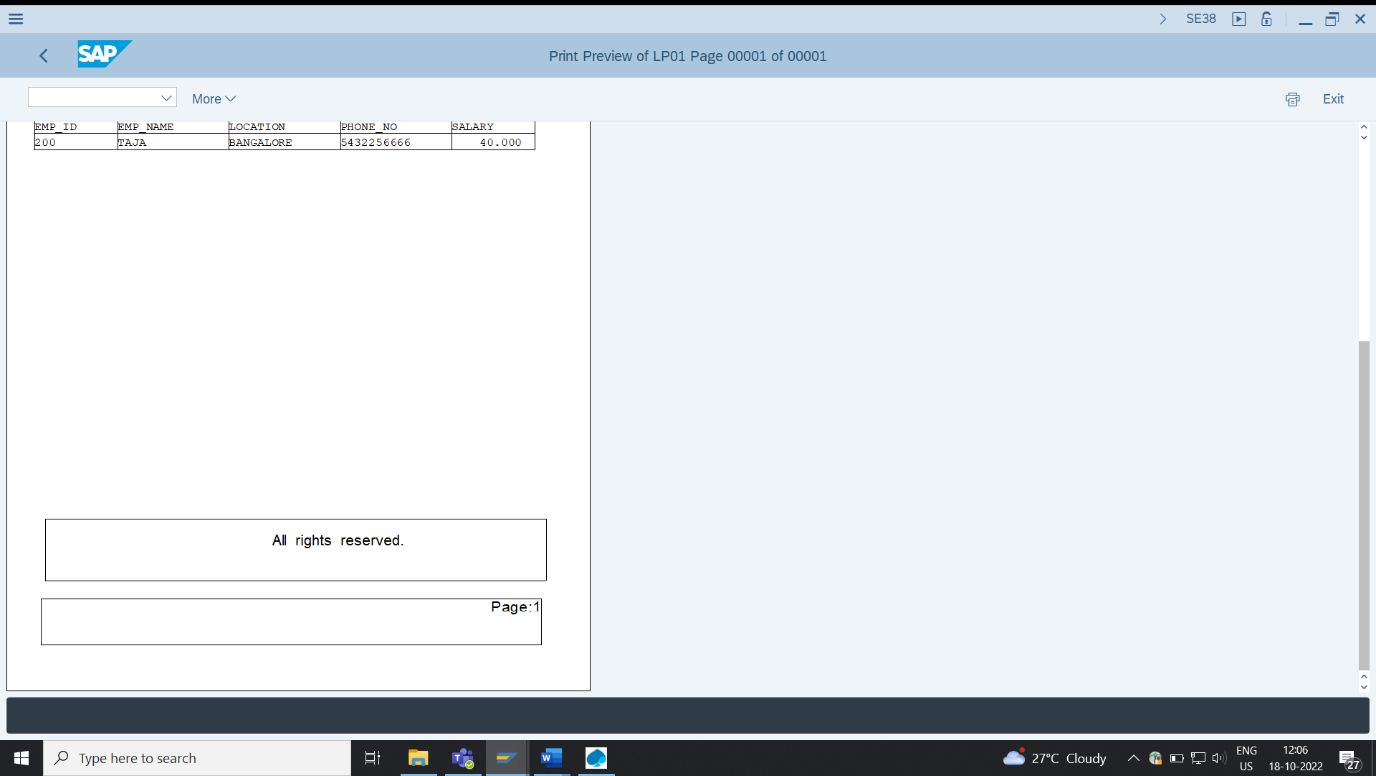 SE38
SAP
Print Preview of LP01 Page 00001 of 00001
More
Exit
EMP_ID EMP_NAME LOCATION PHONE_NO SALARY
200 TAJA BANGALORE 5432256666 40.000
All rights reserved.
Page:1
Type here to search
27°C Cloudy
ENG
US
12:06
18-10-2022
27